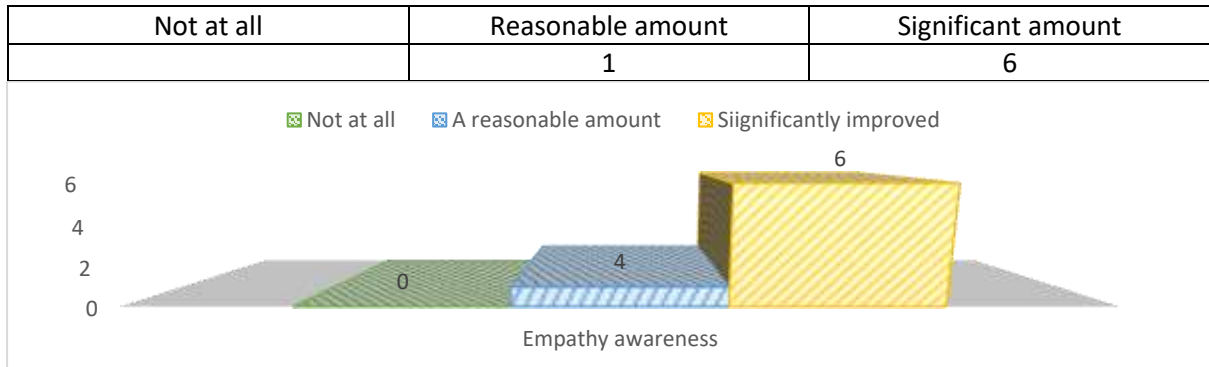 Not at all Reasonable amount Significant amount
1 6
Not at all A reasonable amount Siignificantly improved
6
6
4
2
0
0
4
Empathy awareness